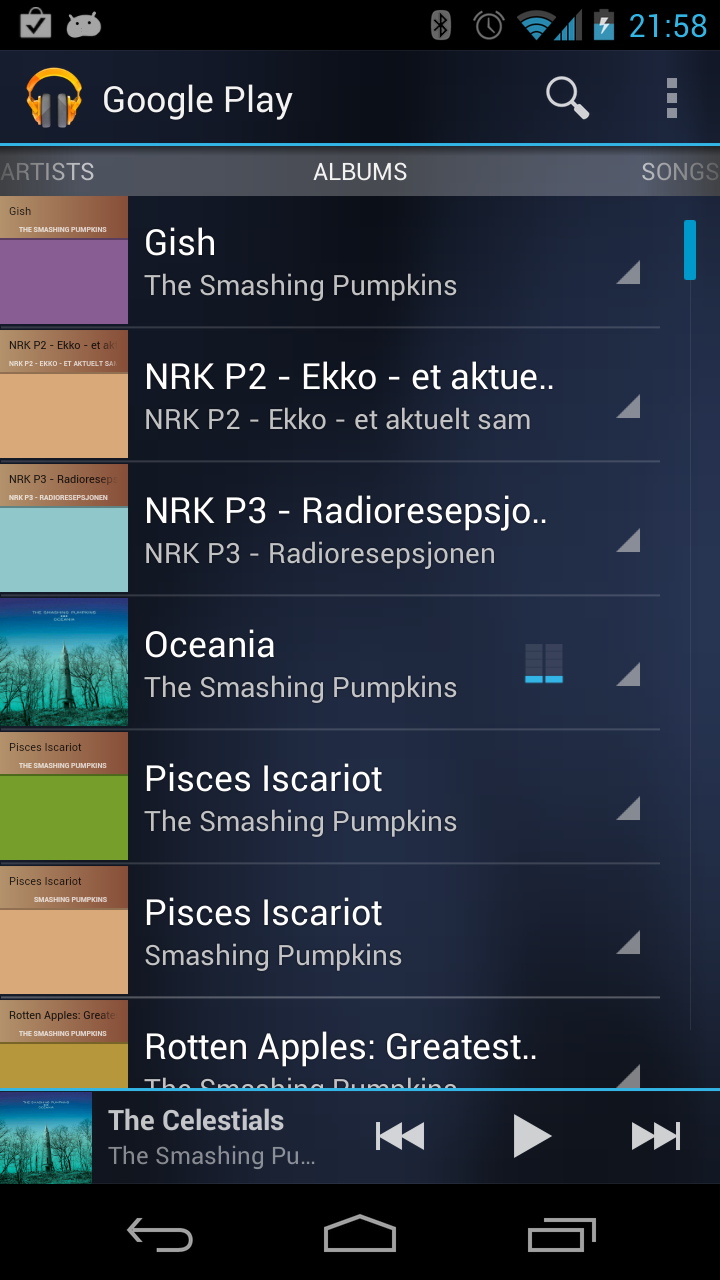 21:58
Google Play
ARTISTS
ALBUMS
SONGS
Gish
THE SMASHING PUMPKINS
Gish
The Smashing Pumpkins
NRK P2 - Ekko - et ak
NRK P2 - EKKO - ET AKTUELT SA
NRK P2 - Ekko - et aktue..
NRK P2 - Ekko - et aktuelt sam
NRK P3 - Radioresep
NRK P3 - RADIORESEPSJONEN
NRK P3 - Radioresepsjo..
NRK P3 - Radioresepsjonen
THE SMASHING PUMPKINS
OCEANIA
Oceania
The Smashing Pumpkins
Pisces Iscariot
THE SMASHING PUMPKINS
Pisces Iscariot
The Smashing Pumpkins
Pisces Iscariot
SMASHING PUMPKINS
Pisces Iscariot
Smashing Pumpkins
Rotten Apples: Greate
THE SMASHING PUMPKINS
Rotten Apples: Greatest..
The Smashing Pumpkins
The Celestials
The Smashing Pu...